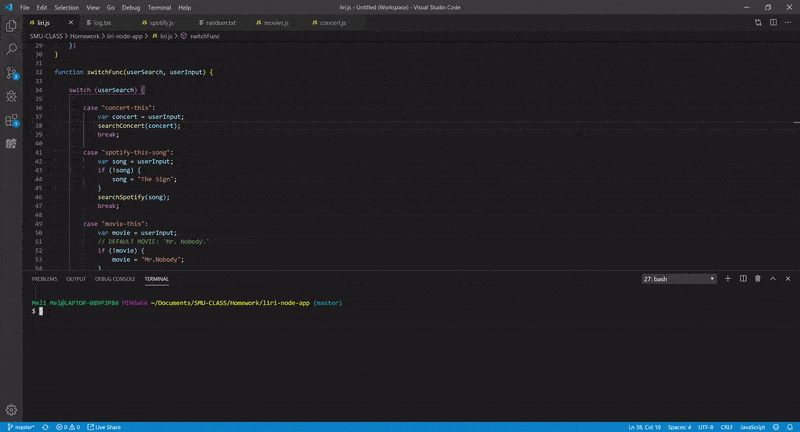 File Edit Selection View Go Debug Terminal Help
liri.js - Untitled (Workspace) - Visual Studio Code
liri.js log.txt spotify.js random.txt movies.js concert.js
SMU-CLASS > Homework > liri-node-app > liri.js > switchFunc
29 })
30 }
31
32 function switchFunc(userSearch, userInput) {
33
34 switch (userSearch) {
35
36 case "concert-this":
37 var concert = userInput;
38 searchConcert(concert);
39 break;
40
41 case "spotify-this-song":
42 var song = userInput;
43 if (!song) {
44 song = "The Sign";
45 }
46 searchSpotify(song);
47 break;
48
49 case "movie-this":
50 var movie = userInput;
51 // DEFAULT MOVIE: 'Mr. Nobody.'
52 if (!movie) {
53 movie = "Mr.Nobody";
54 }
PROBLEMS OUTPUT DEBUG CONSOLE TERMINAL
27: bash
Meli Mel@LAPTOP-089PJP84 MINGW64 ~/Documents/SMU-CLASS/Homework/liri-node-app (master)
$
master* 0 0 Live Share
Ln 38, Col 10 Spaces: 4 UTF-8 CRLF JavaScript